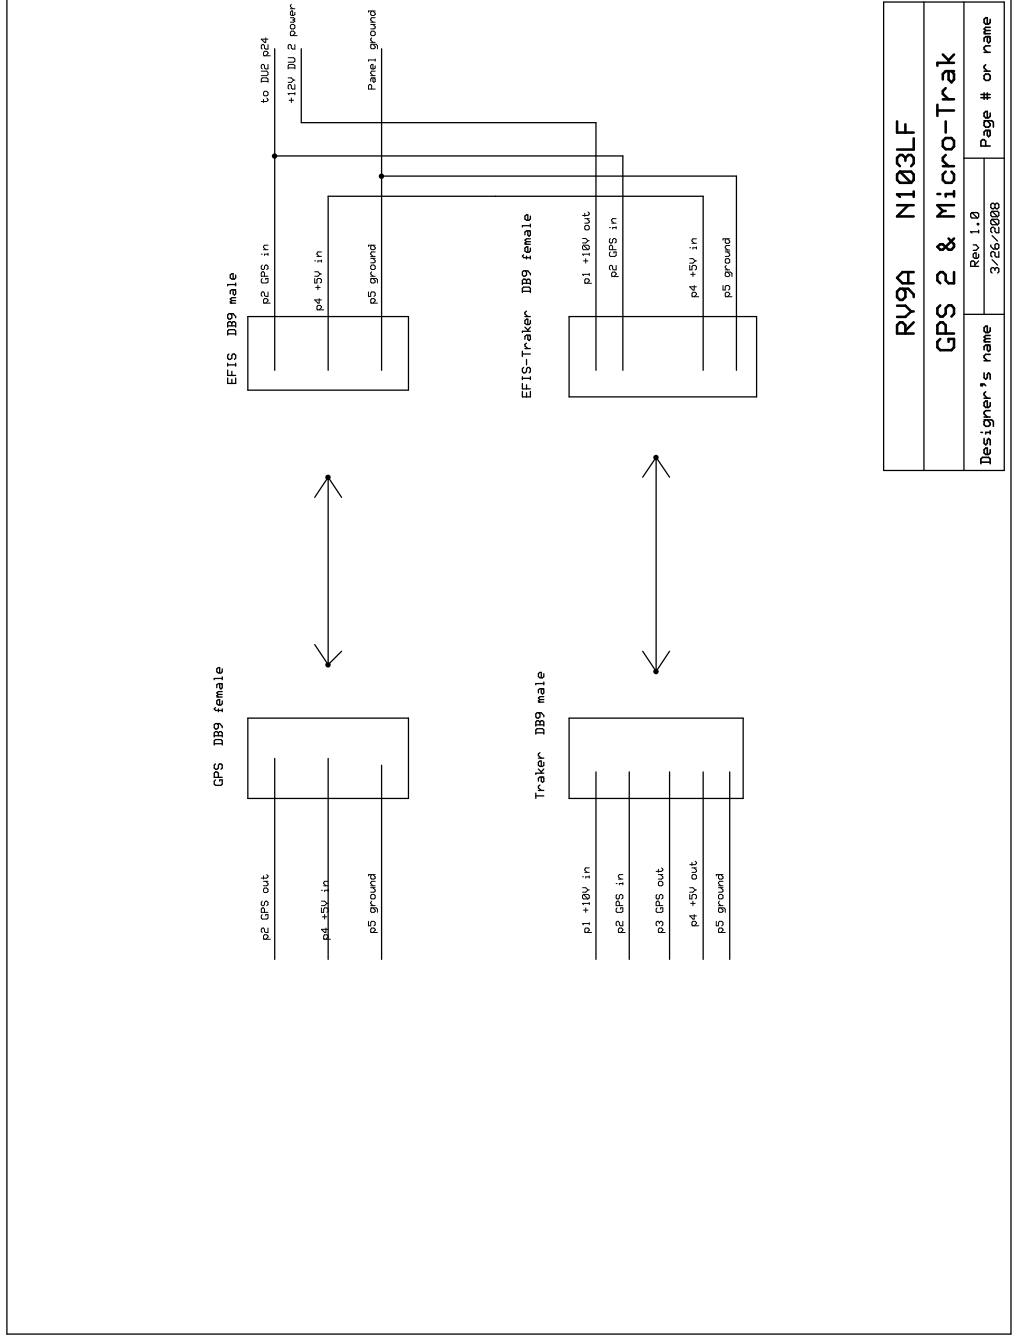 to DU2 p24
+12V DU 2 power
Panel ground
EFIS DB9 male
p2 GPS in
p4 +5V in
p5 ground
EFIS-Traker DB9 female
p1 +10V out
p2 GPS in
p4 +5V in
p5 ground
GPS DB9 female
p2 GPS out
p4 +5V in
p5 ground
Traker DB9 male
p1 +10V in
p2 GPS in
p3 GPS out
p4 +5V out
p5 ground
RV9A N103LF
GPS 2 & Micro-Trak
Designer's name
Rev 1.0
3/26/2008
Page # or name